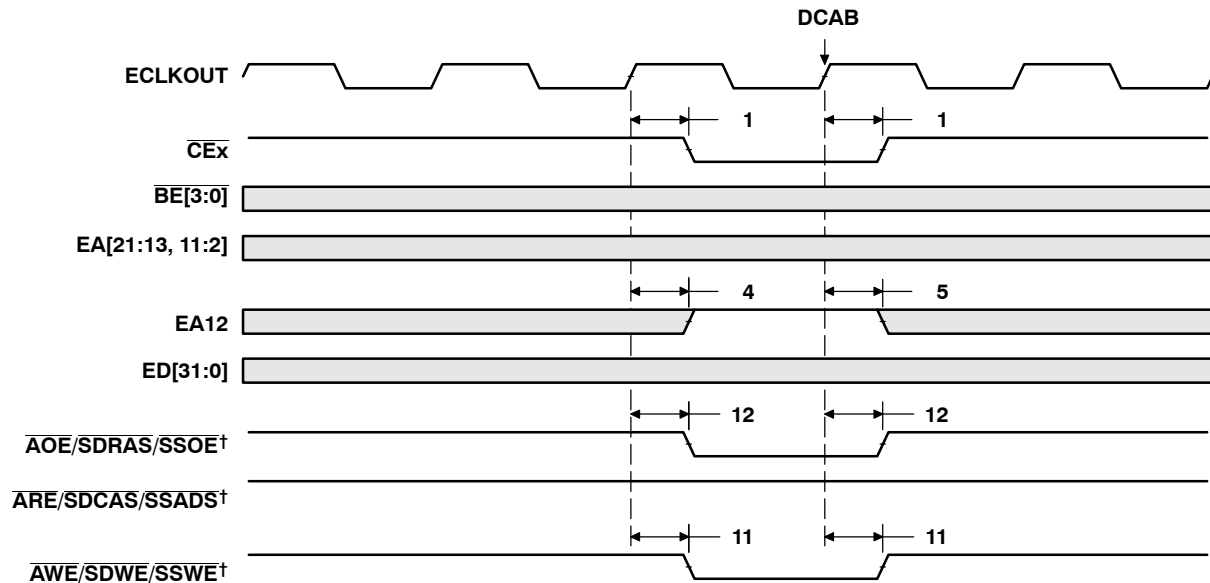 DCAB
ECLKOUT
1 1
CEx
BE[3:0]
EA[21:13, 11:2]
4 5
EA12
ED[31:0]
12 12
AOE/SDRAS/SSOE†
ARE/SDCAS/SSADS†
11 11
AWE/SDWE/SSWE†